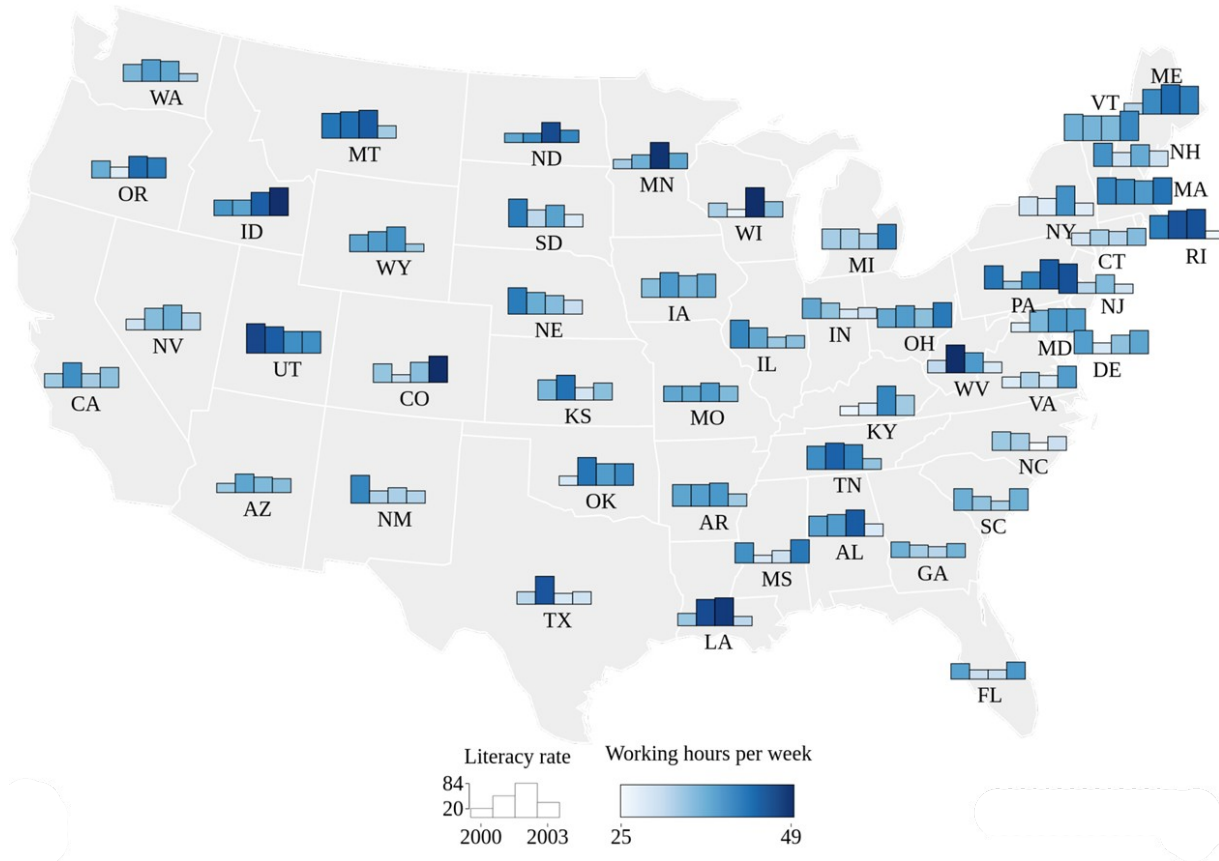 ME
VT
WA
NH
MT
ND
MN
OR
MA
ID
SD
WI
NY
CT
RI
WY
MI
PA
NJ
IA
NE
IN
OH
MD
NV
UT
IL
DE
WV
CO
CA
KS
MO
VA
KY
NC
TN
AZ
NM
OK
AR
SC
AL
GA
MS
TX
LA
FL
Literacy rate
Working hours per week
84
20
2000
2003
25
49